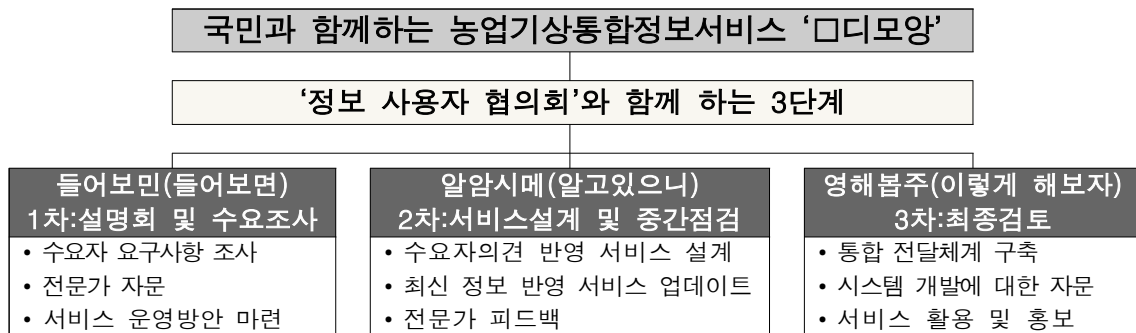 국민과 함께하는 농업기상통합정보서비스 ‘□디모앙’
‘정보 사용자 협의회’와 함께 하는 3단계
들어보민(들어보면)
1차:설명회 및 수요조사
• 수요자 요구사항 조사
• 전문가 자문
• 서비스 운영방안 마련
알암시메(알고있으니)
2차:서비스설계 및 중간점검
• 수요자의견 반영 서비스 설계
• 최신 정보 반영 서비스 업데이트
• 전문가 피드백
영해봅주(이렇게 해보자)
3차:최종검토
• 통합 전달체계 구축
• 시스템 개발에 대한 자문
• 서비스 활용 및 홍보